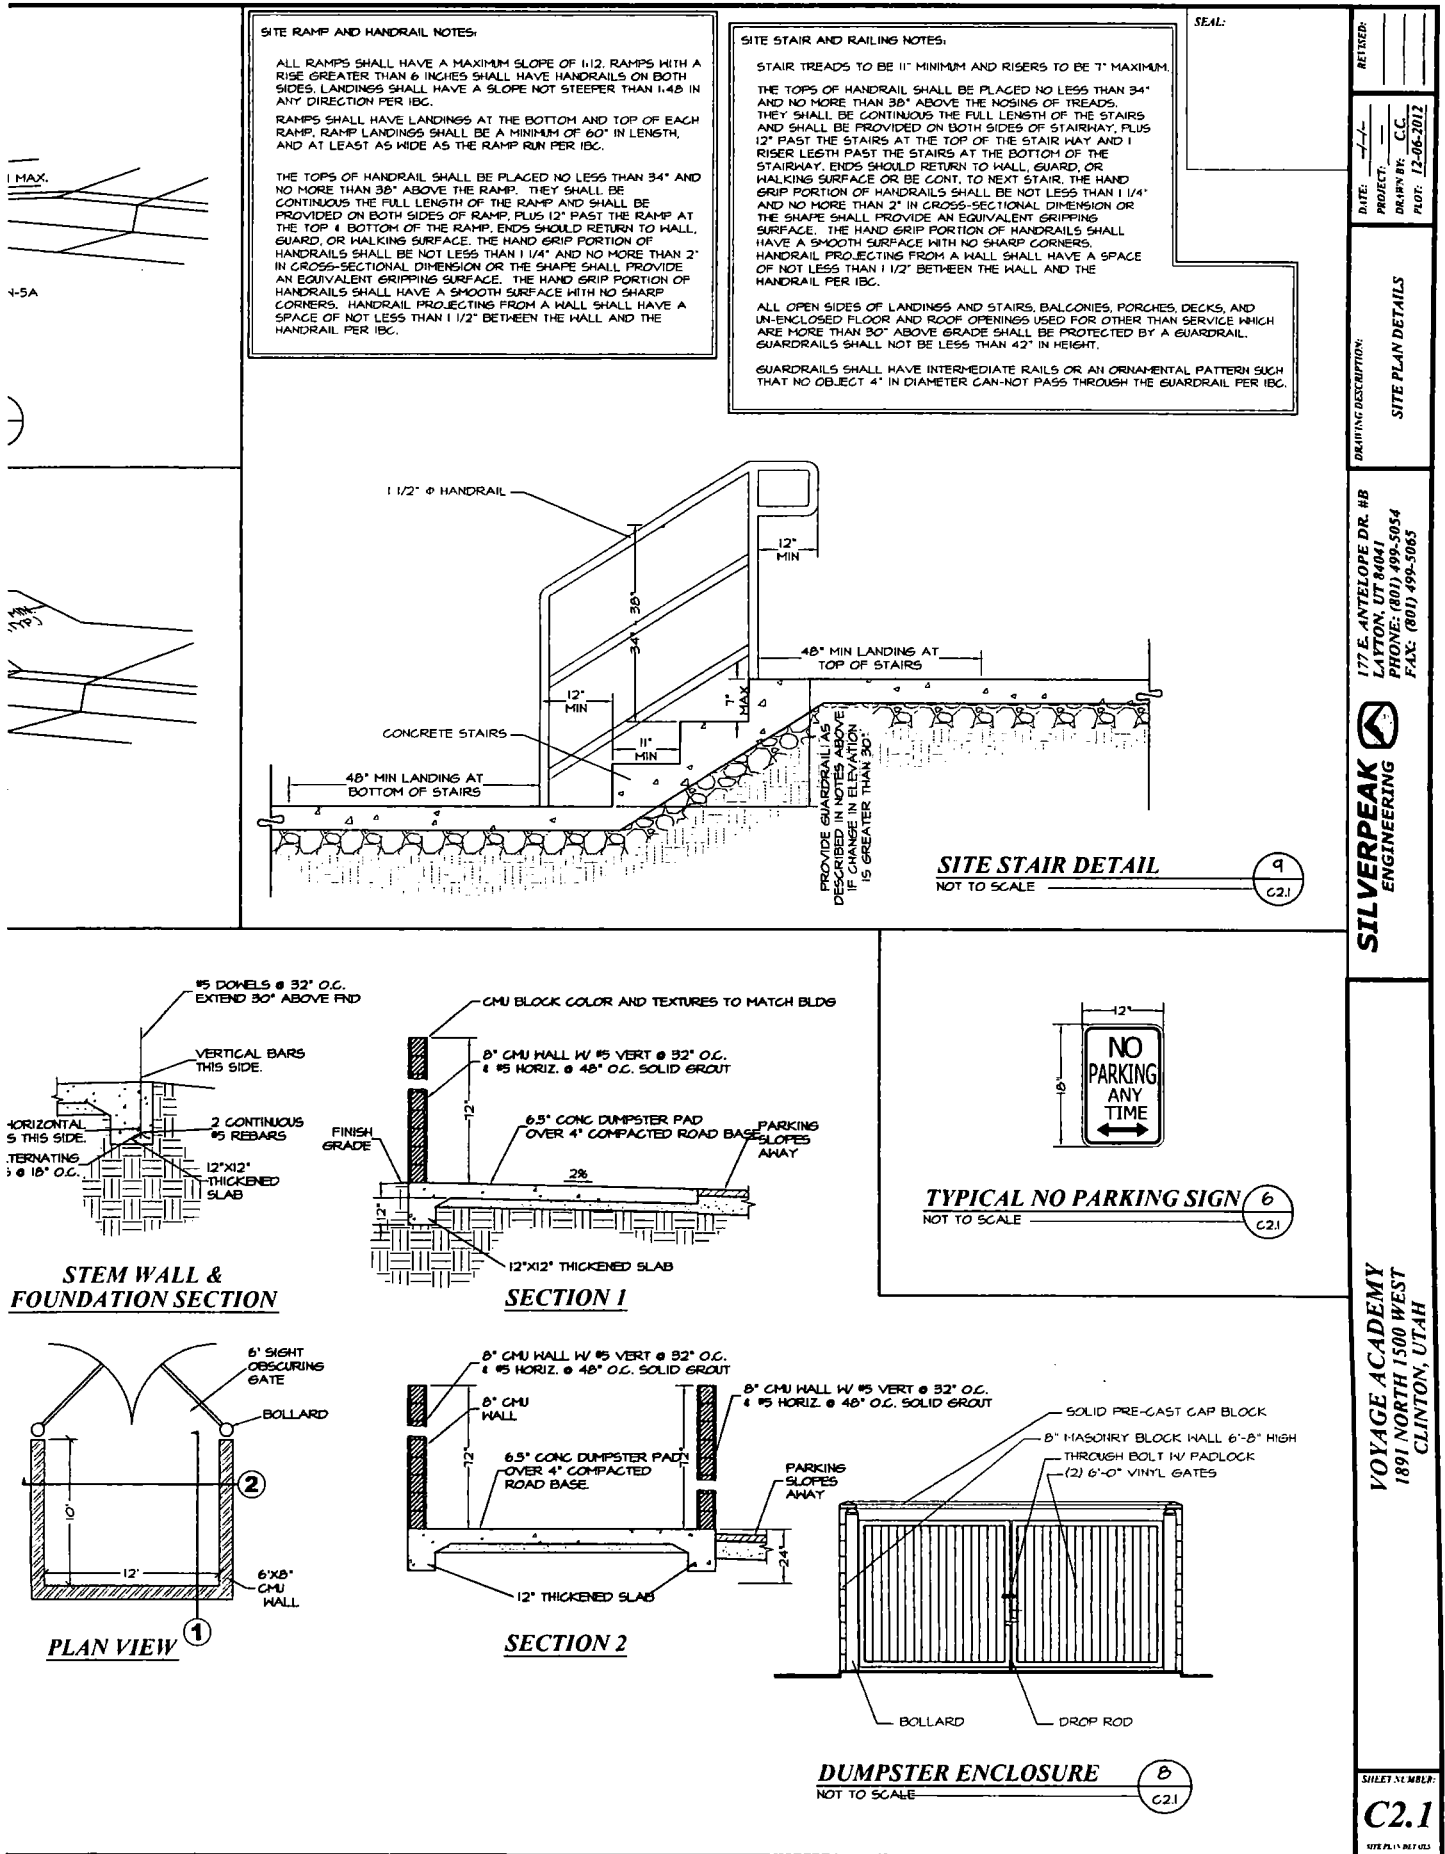 SITE RAMP AND HANDRAIL NOTES:
ALL RAMPS SHALL HAVE A MAXIMUM SLOPE OF 1:12. RAMPS WITH A
RISE GREATER THAN 6 INCHES SHALL HAVE HANDRAILS ON BOTH
SIDES. LANDINGS SHALL HAVE A SLOPE NOT STEEPER THAN 1:48 IN
ANY DIRECTION PER IBC.
RAMPS SHALL HAVE LANDINGS AT THE BOTTOM AND TOP OF EACH
RAMP, RAMP LANDINGS SHALL BE A MINIMUM OF 60" IN LENGTH,
AND AT LEAST AS WIDE AS THE RAMP RUN PER IBC.
THE TOPS OF HANDRAIL SHALL BE PLACED NO LESS THAN 34" AND
NO MORE THAN 38" ABOVE THE RAMP. THEY SHALL BE
CONTINUOUS THE FULL LENGTH OF THE RAMP AND SHALL BE
PROVIDED ON BOTH SIDES OF RAMP, PLUS 12" PAST THE RAMP AT
THE TOP & BOTTOM OF THE RAMP. ENDS SHOULD RETURN TO WALL,
GUARD, OR WALKING SURFACE. THE HAND GRIP PORTION OF
HANDRAILS SHALL BE NOT LESS THAN 1 1/4" AND NO MORE THAN 2"
IN CROSS-SECTIONAL DIMENSION OR THE SHAPE SHALL PROVIDE
AN EQUIVALENT GRIPPING SURFACE. THE HAND GRIP PORTION OF
HANDRAILS SHALL HAVE A SMOOTH SURFACE WITH NO SHARP
CORNERS. HANDRAIL PROJECTING FROM A WALL SHALL HAVE A
SPACE OF NOT LESS THAN 1 1/2" BETWEEN THE WALL AND THE
HANDRAIL PER IBC.
SITE STAIR AND RAILING NOTES:
STAIR TREADS TO BE 11" MINIMUM AND RISERS TO BE 7" MAXIMUM.
THE TOPS OF HANDRAIL SHALL BE PLACED NO LESS THAN 34"
AND NO MORE THAN 38" ABOVE THE NOSING OF TREADS.
THEY SHALL BE CONTINUOUS THE FULL LENGTH OF THE STAIRS
AND SHALL BE PROVIDED ON BOTH SIDES OF STAIRWAY, PLUS
12" PAST THE STAIRS AT THE TOP OF THE STAIR WAY AND 1
RISER LEGTH PAST THE STAIRS AT THE BOTTOM OF THE
STAIRWAY. ENDS SHOULD RETURN TO WALL, GUARD, OR
WALKING SURFACE OR BE CONT. TO NEXT STAIR. THE HAND
GRIP PORTION OF HANDRAILS SHALL BE NOT LESS THAN 1 1/4"
AND NO MORE THAN 2" IN CROSS-SECTIONAL DIMENSION OR
THE SHAPE SHALL PROVIDE AN EQUIVALENT GRIPPING
SURFACE. THE HAND GRIP PORTION OF HANDRAILS SHALL
HAVE A SMOOTH SURFACE WITH NO SHARP CORNERS.
HANDRAIL PROJECTING FROM A WALL SHALL HAVE A SPACE
OF NOT LESS THAN 1 1/2" BETWEEN THE WALL AND THE
HANDRAIL PER IBC.
ALL OPEN SIDES OF LANDINGS AND STAIRS, BALCONIES, PORCHES, DECKS, AND
UN-ENCLOSED FLOOR AND ROOF OPENINGS USED FOR OTHER THAN SERVICE WHICH
ARE MORE THAN 30" ABOVE GRADE SHALL BE PROTECTED BY A GUARDRAIL.
GUARDRAILS SHALL NOT BE LESS THAN 42" IN HEIGHT.
GUARDRAILS SHALL HAVE INTERMEDIATE RAILS OR AN ORNAMENTAL PATTERN SUCH
THAT NO OBJECT 4" IN DIAMETER CAN-NOT PASS THROUGH THE GUARDRAIL PER IBC.
SEAL:
MAX.
-5A
1 1/2" Φ HANDRAIL
12"
MIN
38"
34"
48" MIN LANDING AT
TOP OF STAIRS
12"
MIN
7"
MAX
CONCRETE STAIRS
11"
MIN
48" MIN LANDING AT
BOTTOM OF STAIRS
PROVIDE GUARDRAIL AS
DESCRIBED IN NOTES ABOVE
IF CHANGE IN ELEVATION
IS GREATER THAN 30"
SITE STAIR DETAIL
NOT TO SCALE
9
C2.1
#5 DOWELS @ 32" O.C.
EXTEND 30" ABOVE FND
VERTICAL BARS
THIS SIDE.
HORIZONTAL
S THIS SIDE.
2 CONTINUOUS
#5 REBARS
TERNATING
@ 18" O.C.
12"X12"
THICKENED
SLAB
STEM WALL &
FOUNDATION SECTION
CMU BLOCK COLOR AND TEXTURES TO MATCH BLDG
8" CMU WALL W/ #5 VERT @ 32" O.C.
& #5 HORIZ. @ 48" O.C. SOLID GROUT
72"
6.5" CONC DUMPSTER PAD
OVER 4" COMPACTED ROAD BASE
FINISH
GRADE
PARKING
SLOPES
AWAY
2%
12"
12"X12" THICKENED SLAB
SECTION 1
12"
18"
NO
PARKING
ANY
TIME
TYPICAL NO PARKING SIGN
NOT TO SCALE
6
C2.1
6' SIGHT
OBSCURING
GATE
BOLLARD
2
10'
12'
6'X8"
CMU
WALL
1
PLAN VIEW
8" CMU WALL W/ #5 VERT @ 32" O.C.
& #5 HORIZ. @ 48" O.C. SOLID GROUT
8" CMU
WALL
72"
72"
8" CMU WALL W/ #5 VERT @ 32" O.C.
& #5 HORIZ. @ 48" O.C. SOLID GROUT
6.5" CONC DUMPSTER PAD
OVER 4" COMPACTED
ROAD BASE
PARKING
SLOPES
AWAY
24"
12" THICKENED SLAB
SECTION 2
SOLID PRE-CAST CAP BLOCK
8" MASONRY BLOCK WALL 6'-8" HIGH
THROUGH BOLT W/ PADLOCK
(2) 6'-0" VINYL GATES
BOLLARD
DROP ROD
DUMPSTER ENCLOSURE
NOT TO SCALE
8
C2.1
REVISED:
DATE: -/-/-
PROJECT: —
DRAWN BY: C.C.
PLOT: 12-06-2012
DRAWING DESCRIPTION:
SITE PLAN DETAILS
177 E. ANTELOPE DR. #B
LAYTON, UT 84041
PHONE: (801) 499-5054
FAX: (801) 499-5065
SILVERPEAK
ENGINEERING
VOYAGE ACADEMY
1891 NORTH 1500 WEST
CLINTON, UTAH
SHEET NUMBER:
C2.1
SITE PLAN DETAILS